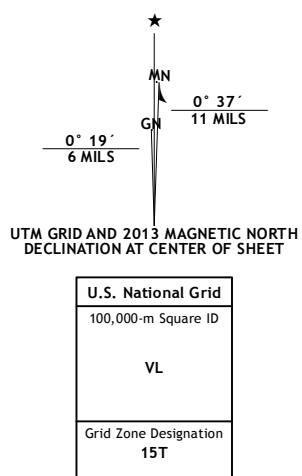 MN
0° 37´
11 MILS
GN
0° 19´
6 MILS
UTM GRID AND 2013 MAGNETIC NORTH
DECLINATION AT CENTER OF SHEET
U.S. National Grid
100,000-m Square ID
VL
Grid Zone Designation
15T